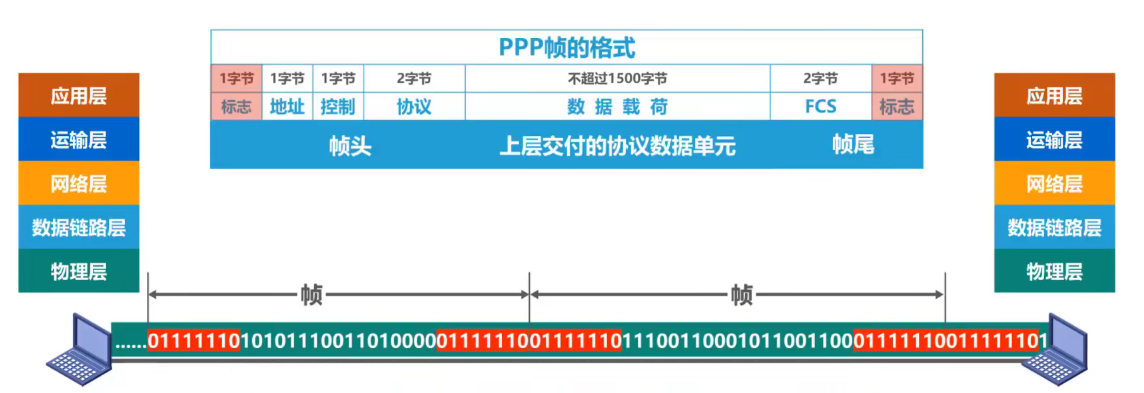 PPP帧的格式
1字节 1字节 1字节 2字节 不超过1500字节 2字节 1字节
标志 地址 控制 协议 数据载荷 FCS 标志
帧头 上层交付的协议数据单元 帧尾
应用层
运输层
网络层
数据链路层
物理层
应用层
运输层
网络层
数据链路层
物理层
帧 帧
......011111101010111001101000001111110011111101110011000101100110001111110011111101